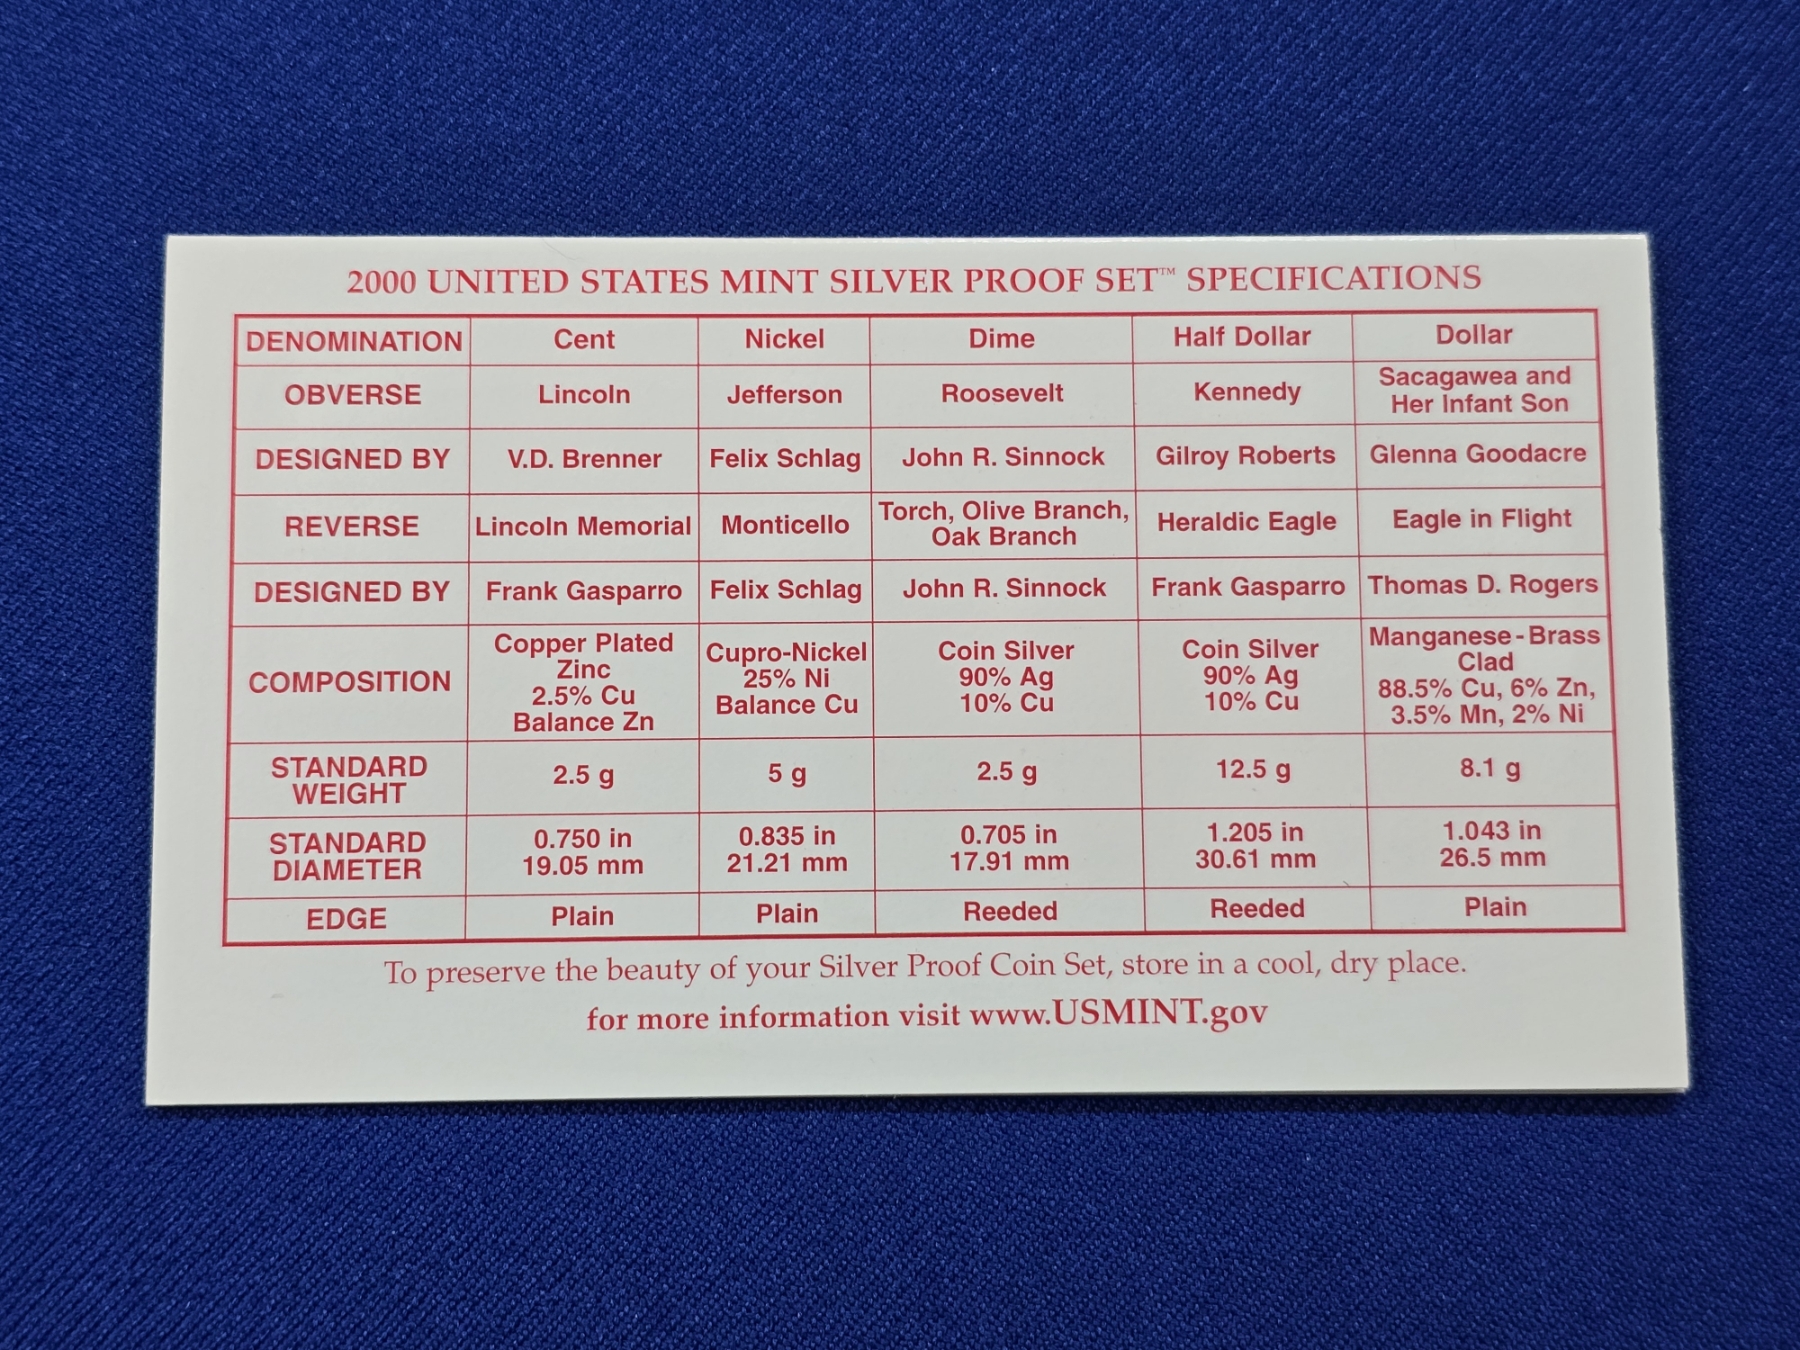 2000 UNITED STATES MINT SILVER PROOF SET™ SPECIFICATIONS
DENOMINATION Cent Nickel Dime Half Dollar Dollar
OBVERSE Lincoln Jefferson Roosevelt Kennedy Sacagawea and
Her Infant Son
DESIGNED BY V.D. Brenner Felix Schlag John R. Sinnock Gilroy Roberts Glenna Goodacre
REVERSE Lincoln Memorial Monticello Torch, Olive Branch,
Oak Branch Heraldic Eagle Eagle in Flight
DESIGNED BY Frank Gasparro Felix Schlag John R. Sinnock Frank Gasparro Thomas D. Rogers
COMPOSITION
Copper Plated
Zinc
2.5% Cu
Balance Zn
Cupro-Nickel
25% Ni
Balance Cu
Coin Silver
90% Ag
10% Cu
Coin Silver
90% Ag
10% Cu
Manganese-Brass
Clad
88.5% Cu, 6% Zn,
3.5% Mn, 2% Ni
STANDARD
WEIGHT
2.5 g 5 g 2.5 g 12.5 g 8.1 g
STANDARD
DIAMETER
0.750 in
19.05 mm
0.835 in
21.21 mm
0.705 in
17.91 mm
1.205 in
30.61 mm
1.043 in
26.5 mm
EDGE Plain Plain Reeded Reeded Plain
To preserve the beauty of your Silver Proof Coin Set, store in a cool, dry place.
for more information visit www.USMINT.gov